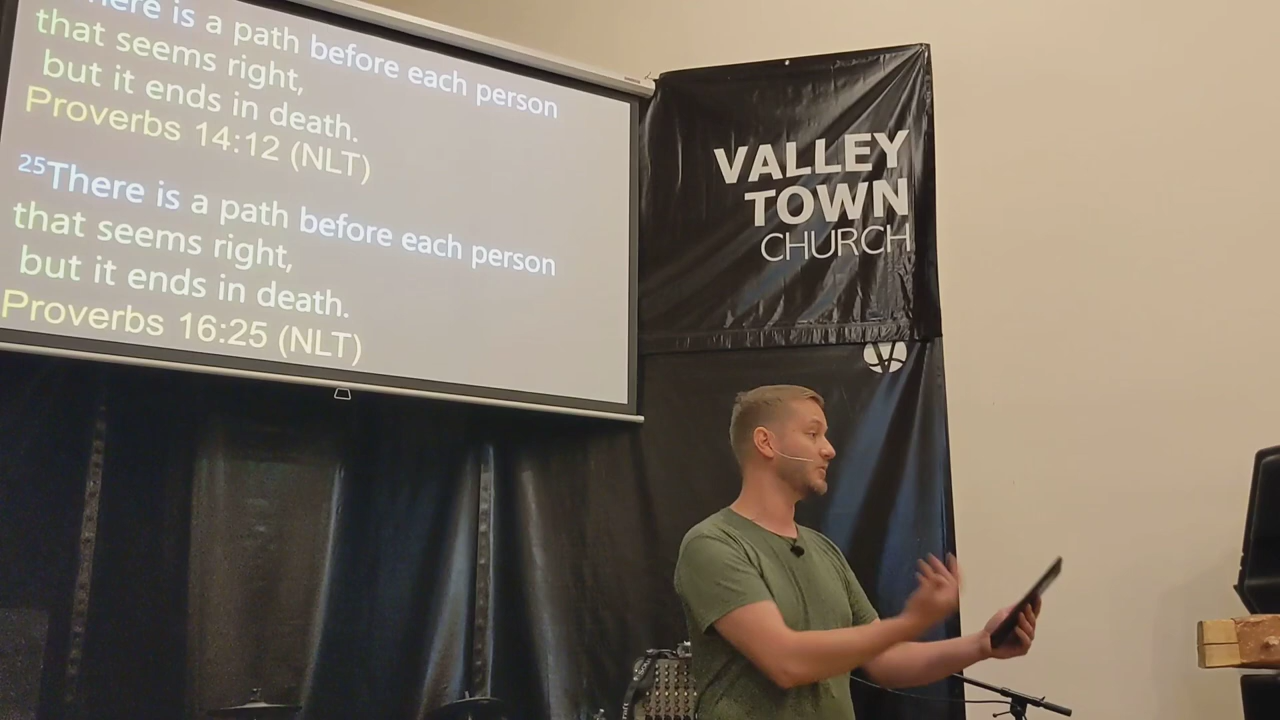 There is a path before each person
that seems right,
but it ends in death.
Proverbs 14:12 (NLT)
25There is a path before each person
that seems right,
but it ends in death.
Proverbs 16:25 (NLT)
VALLEY
TOWN
CHURCH